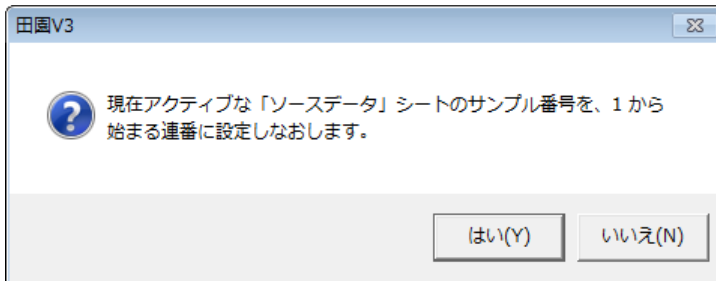 田園V3
現在アクティブな「ソースデータ」シートのサンプル番号を、1 から
始まる連番に設定しなおします。
はい(Y)
いいえ(N)